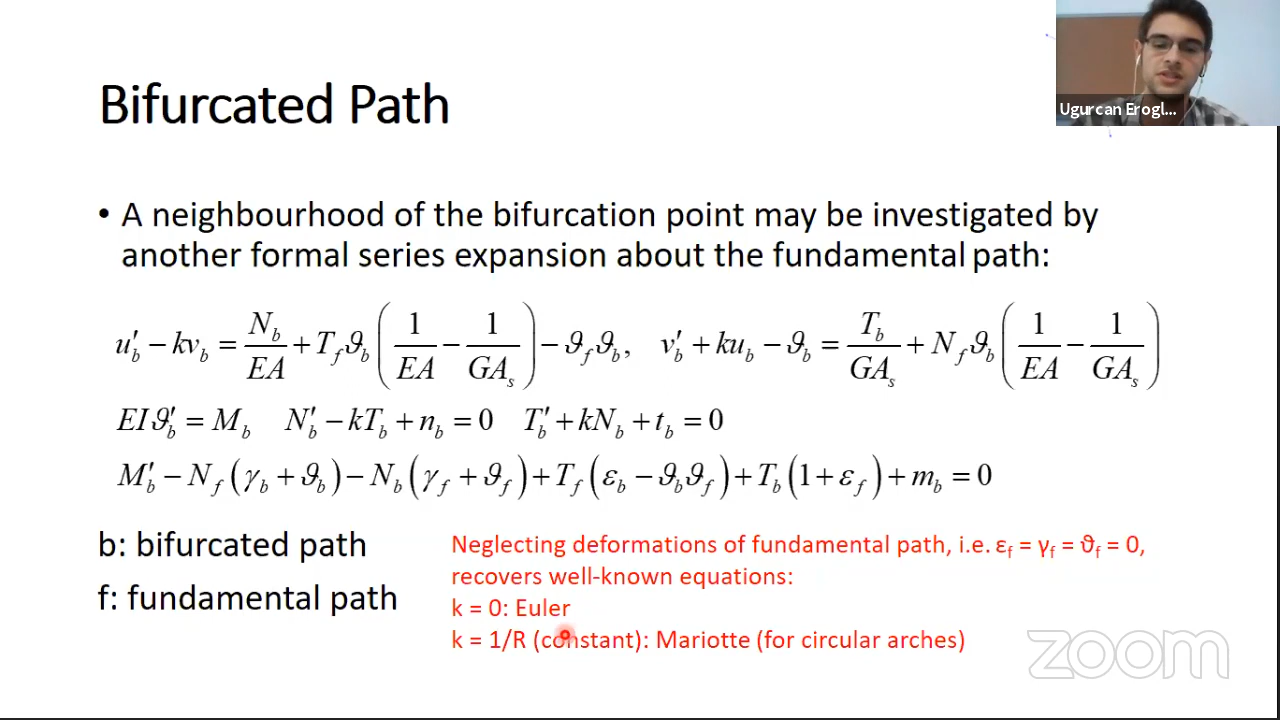 Bifurcated Path
Ugurcan Erogl...
• A neighbourhood of the bifurcation point may be investigated by
another formal series expansion about the fundamental path:
u′_b − kv_b = N_b/EA + T_f ϑ_b (1/EA − 1/GA_s) − ϑ_f ϑ_b, v′_b + ku_b − ϑ_b = T_b/GA_s + N_f ϑ_b (1/EA − 1/GA_s)
EIϑ′_b = M_b N′_b − kT_b + n_b = 0 T′_b + kN_b + t_b = 0
M′_b − N_f (γ_b + ϑ_b) − N_b (γ_f + ϑ_f) + T_f (ε_b − ϑ_b ϑ_f) + T_b (1 + ε_f) + m_b = 0
b: bifurcated path
f: fundamental path
Neglecting deformations of fundamental path, i.e. ε_f = γ_f = ϑ_f = 0,
recovers well-known equations:
k = 0: Euler
k = 1/R (constant): Mariotte (for circular arches)
zoom